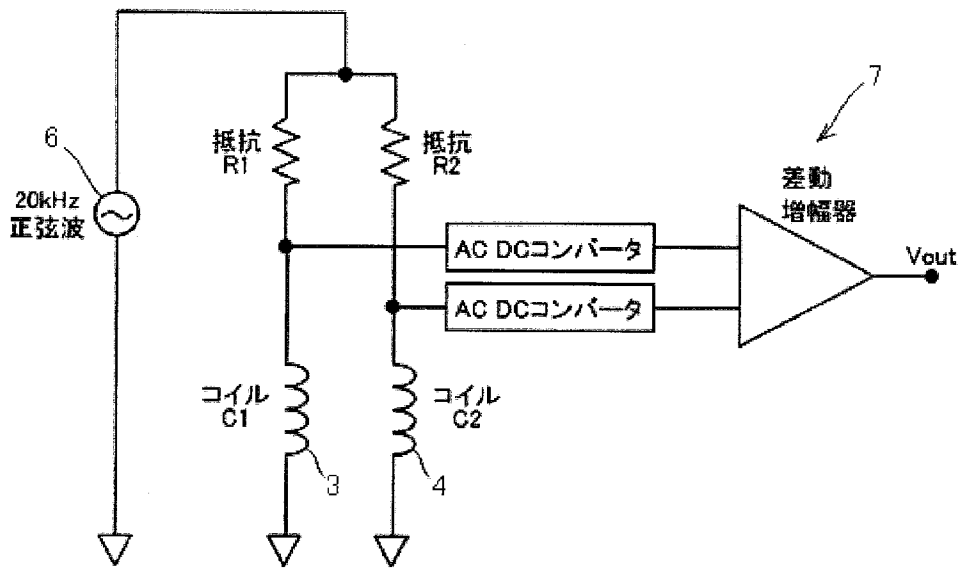 7
6
抵抗
R1
抵抗
R2
20kHz
正弦波
差動
増幅器
AC DCコンバータ
AC DCコンバータ
Vout
コイル
C1
コイル
C2
3
4